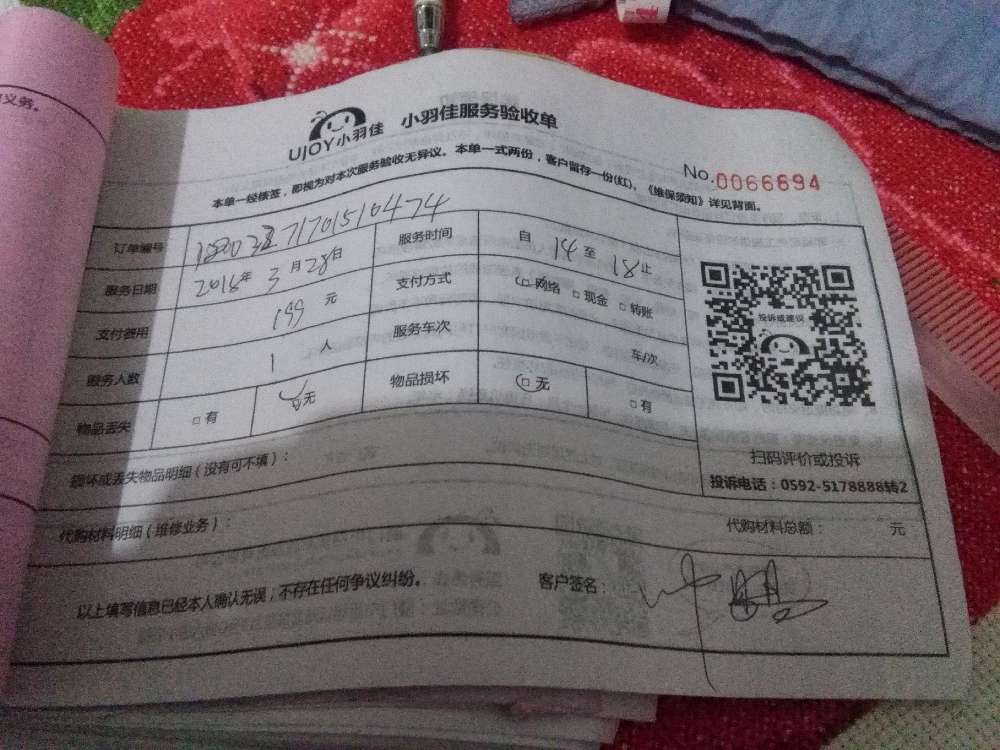 义务。
UJOY小羽佳 小羽佳服务验收单
No.0066694
本单一经核签，即视为对本次服务验收无异议。本单一式两份，客户留存一份(红)，《维保须知》详见背面。
订单编号 71701510474 服务时间 自 14 至 18 止
服务日期 2016年 3月 28日 支付方式 □网络 □现金 □转账
支付费用 199 元 服务车次 车/次
服务人数 1 人 物品损坏 □无 □有
物品丢失 □有 □无
投诉或建议
扫码评价或投诉
投诉电话：0592-5178888转2
损坏或丢失物品明细（没有可不填）：
代购材料明细（维修业务）： 代购材料总额： 元
以上填写信息已经本人确认无误，不存在任何争议纠纷。 客户签名：